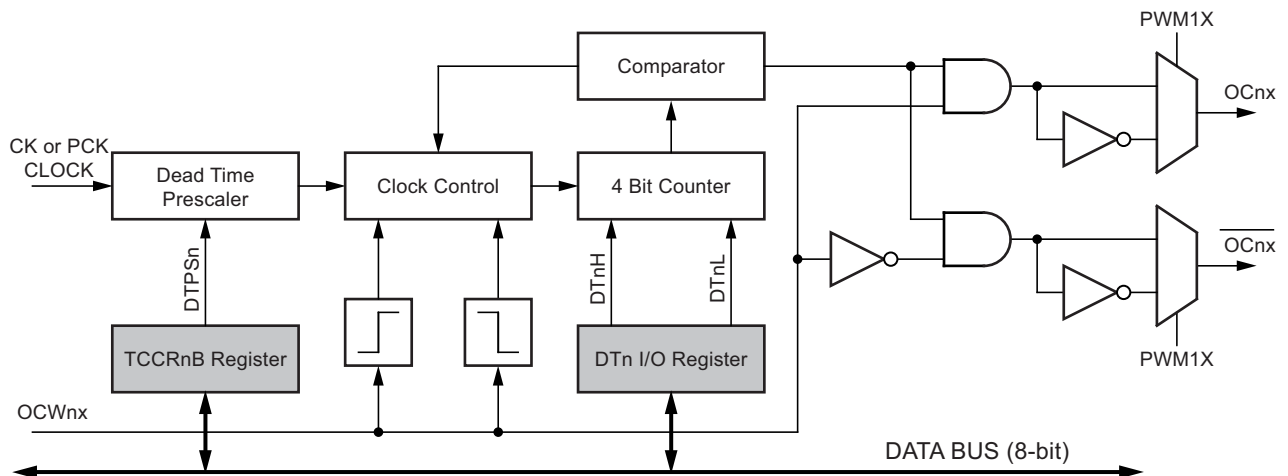 PWM1X
Comparator
OCnx
CK or PCK
CLOCK
Dead Time
Prescaler
Clock Control
4 Bit Counter
OCnx
DTPSn
DTnH
DTnL
TCCRnB Register
DTn I/O Register
PWM1X
OCWnx
DATA BUS (8-bit)